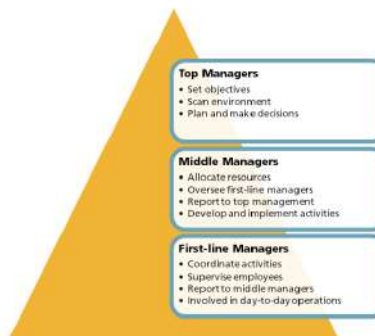 Top Managers
• Set objectives
• Scan environment
• Plan and make decisions
Middle Managers
• Allocate resources
• Oversee first-line managers
• Report to top management
• Develop and implement activities
First-line Managers
• Coordinate activities
• Supervise employees
• Report to middle managers
• Involved in day-to-day operations